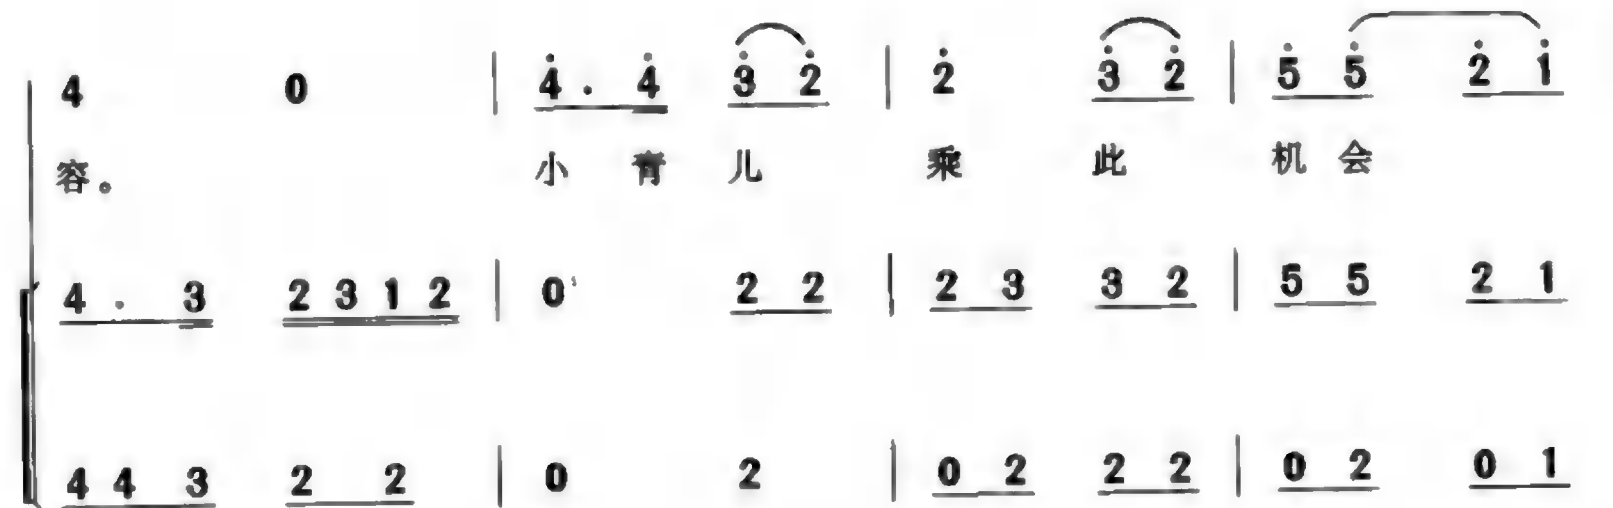 4 0 | 4̇ . 4̇ 3̇ 2̇ | 2̇ 3̇ 2̇ | 5̇ 5̇ 2̇ 1̇
容。 小 青 儿 乘 此 机 会
4 . 3 2 3 1 2 | 0 2 2 | 2 3 3 2 | 5 5 2 1
4 4 3 2 2 | 0 2 | 0 2 2 2 | 0 2 0 1